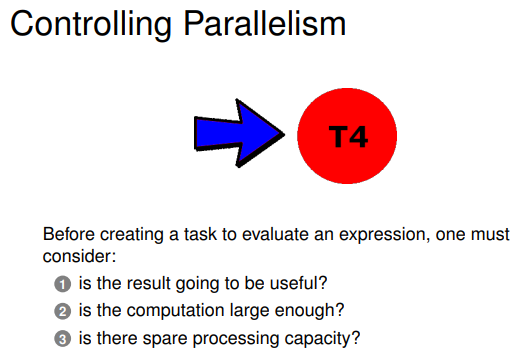 Controlling Parallelism
T4
Before creating a task to evaluate an expression, one must
consider:
1 is the result going to be useful?
2 is the computation large enough?
3 is there spare processing capacity?